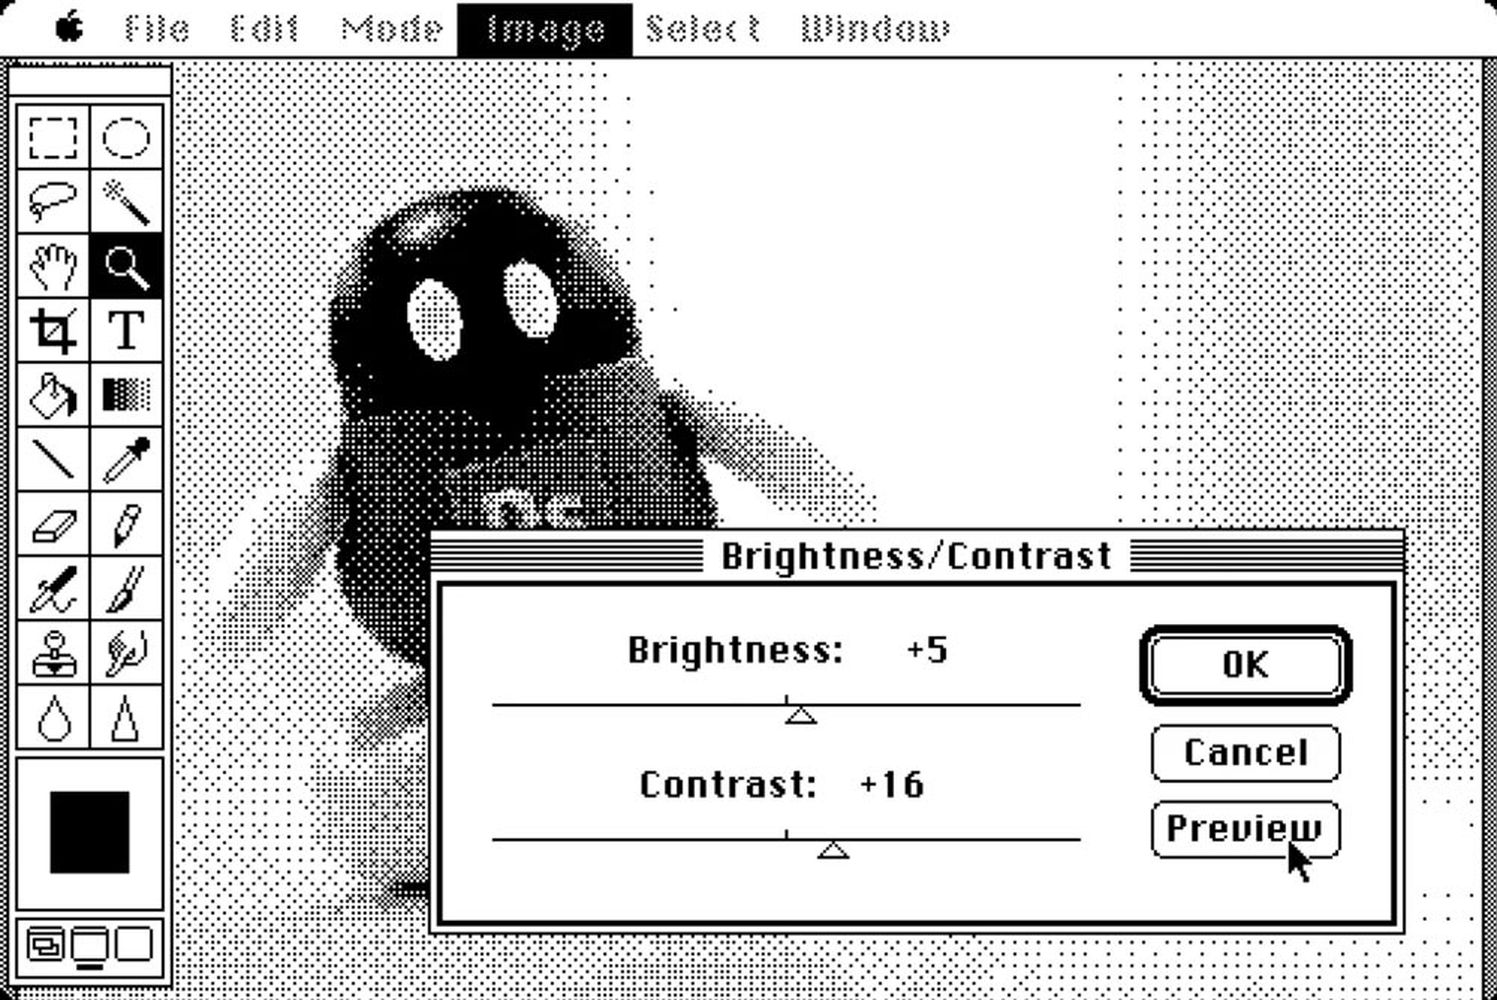 File Edit Mode Image Select Window
T
Brightness/Contrast
Brightness: +5
OK
Cancel
Contrast: +16
Preview